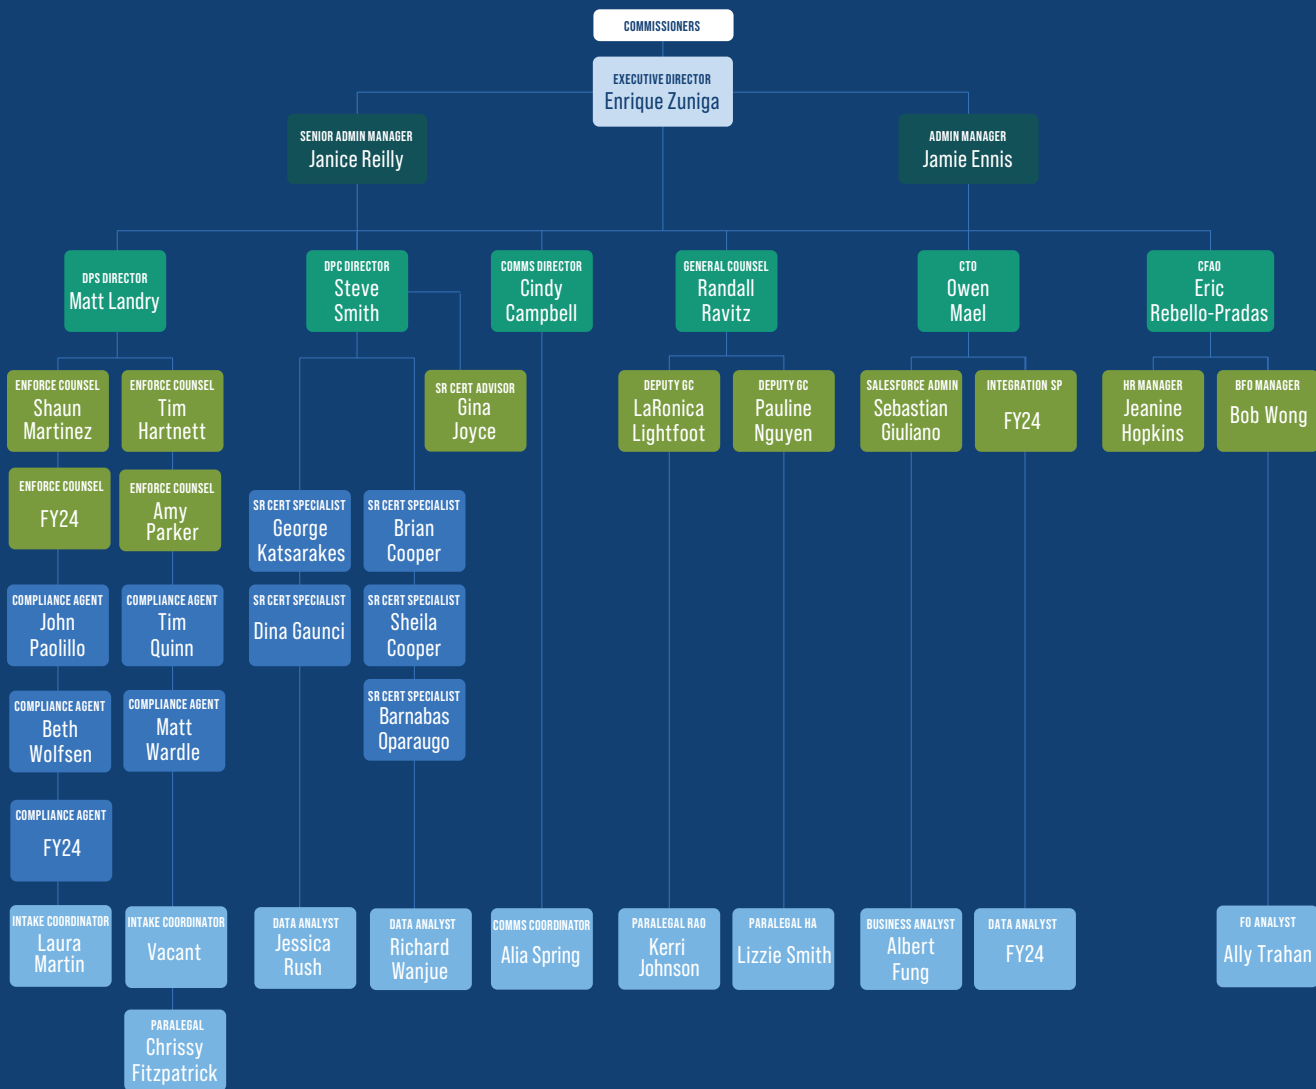 COMMISSIONERS
EXECUTIVE DIRECTOR
Enrique Zuniga
SENIOR ADMIN MANAGER
Janice Reilly
ADMIN MANAGER
Jamie Ennis
DPS DIRECTOR
Matt Landry
DPC DIRECTOR
Steve
Smith
COMMS DIRECTOR
Cindy
Campbell
GENERAL COUNSEL
Randall
Ravitz
CTO
Owen
Mael
CFAO
Eric
Rebello-Pradas
ENFORCE COUNSEL
Shaun
Martinez
ENFORCE COUNSEL
Tim
Hartnett
SR CERT ADVISOR
Gina
Joyce
DEPUTY GC
LaRonica
Lightfoot
DEPUTY GC
Pauline
Nguyen
SALESFORCE ADMIN
Sebastian
Giuliano
INTEGRATION SP
FY24
HR MANAGER
Jeanine
Hopkins
BFO MANAGER
Bob Wong
ENFORCE COUNSEL
FY24
ENFORCE COUNSEL
Amy
Parker
SR CERT SPECIALIST
George
Katsarakes
SR CERT SPECIALIST
Brian
Cooper
COMPLIANCE AGENT
John
Paolillo
COMPLIANCE AGENT
Tim
Quinn
SR CERT SPECIALIST
Dina Gaunci
SR CERT SPECIALIST
Sheila
Cooper
COMPLIANCE AGENT
Beth
Wolfsen
COMPLIANCE AGENT
Matt
Wardle
SR CERT SPECIALIST
Barnabas
Oparaugo
COMPLIANCE AGENT
FY24
INTAKE COORDINATOR
Laura
Martin
INTAKE COORDINATOR
Vacant
DATA ANALYST
Jessica
Rush
DATA ANALYST
Richard
Wanjue
COMMS COORDINATOR
Alia Spring
PARALEGAL RAO
Kerri
Johnson
PARALEGAL HA
Lizzie Smith
BUSINESS ANALYST
Albert
Fung
DATA ANALYST
FY24
FO ANALYST
Ally Trahan
PARALEGAL
Chrissy
Fitzpatrick